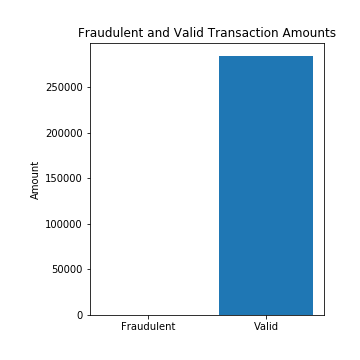 Fraudulent and Valid Transaction Amounts
250000
200000
150000
100000
50000
0
Amount
Fraudulent
Valid